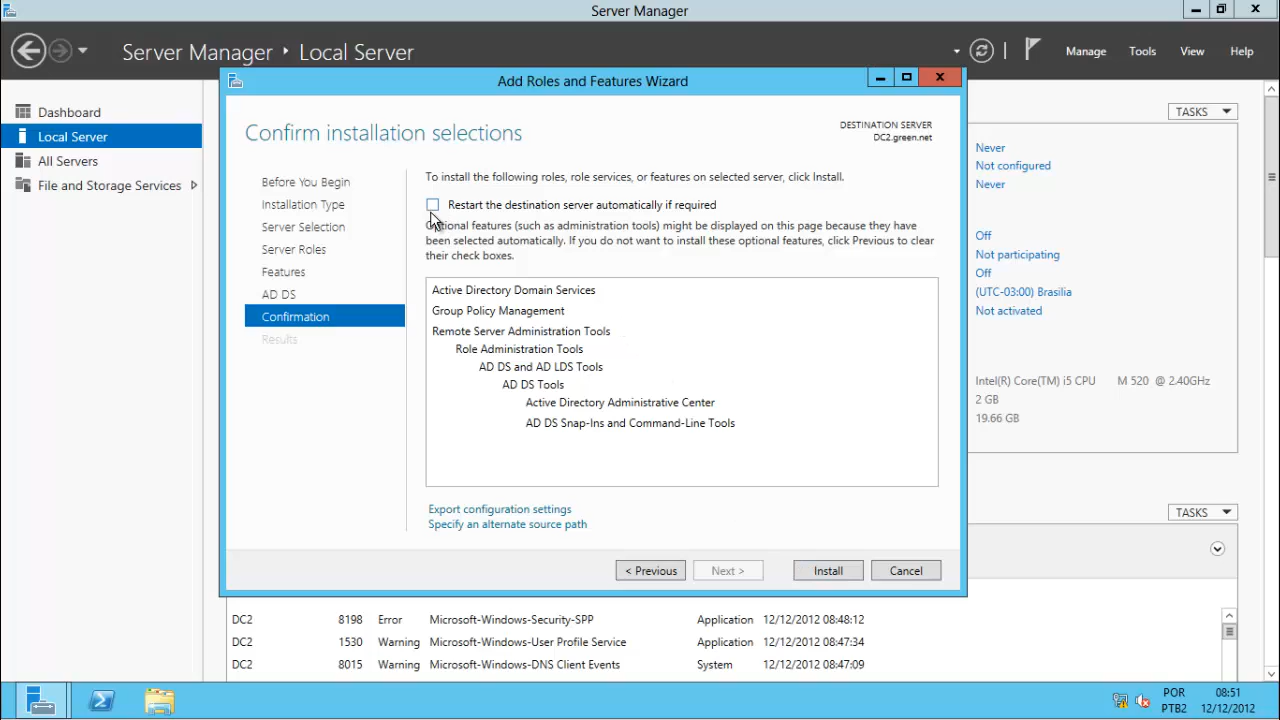 Server Manager
Server Manager ‣ Local Server
Manage Tools View Help
Dashboard
Local Server
All Servers
File and Storage Services
Add Roles and Features Wizard
Confirm installation selections
DESTINATION SERVER
DC2.green.net
Before You Begin
Installation Type
Server Selection
Server Roles
Features
AD DS
Confirmation
Results
To install the following roles, role services, or features on selected server, click Install.
Restart the destination server automatically if required
Optional features (such as administration tools) might be displayed on this page because they have
been selected automatically. If you do not want to install these optional features, click Previous to clear
their check boxes.
Active Directory Domain Services
Group Policy Management
Remote Server Administration Tools
Role Administration Tools
AD DS and AD LDS Tools
AD DS Tools
Active Directory Administrative Center
AD DS Snap-Ins and Command-Line Tools
Export configuration settings
Specify an alternate source path
< Previous Next > Install Cancel
TASKS
Never
Not configured
Never
Off
Not participating
Off
(UTC-03:00) Brasilia
Not activated
Intel(R) Core(TM) i5 CPU M 520 @ 2.40GHz
2 GB
19.66 GB
TASKS
DC2 8198 Error Microsoft-Windows-Security-SPP Application 12/12/2012 08:48:12
DC2 1530 Warning Microsoft-Windows-User Profile Service Application 12/12/2012 08:47:34
DC2 8015 Warning Microsoft-Windows-DNS Client Events System 12/12/2012 08:47:09
POR 08:51
PTB2 12/12/2012